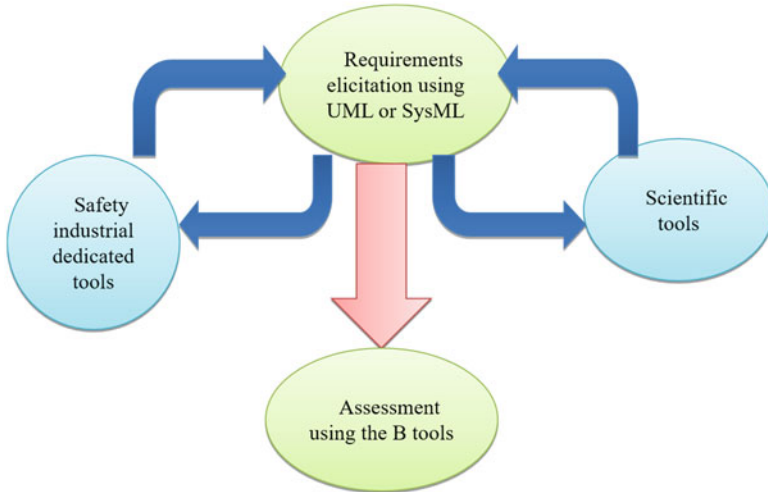 Requirements
elicitation using
UML or SysML
Safety
industrial
dedicated
tools
Scientific
tools
Assessment
using the B tools